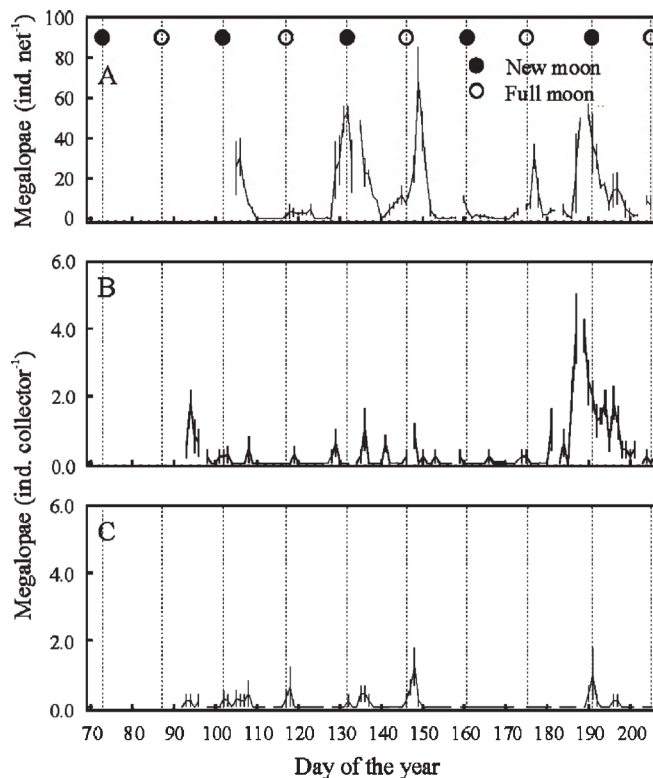 100
80
60
40
20
0
A
Megalopae (ind. net⁻¹)
New moon
Full moon
6.0
4.0
2.0
0.0
B
Megalopae (ind. collector⁻¹)
6.0
4.0
2.0
0.0
C
70 80 90 100 110 120 130 140 150 160 170 180 190 200
Day of the year